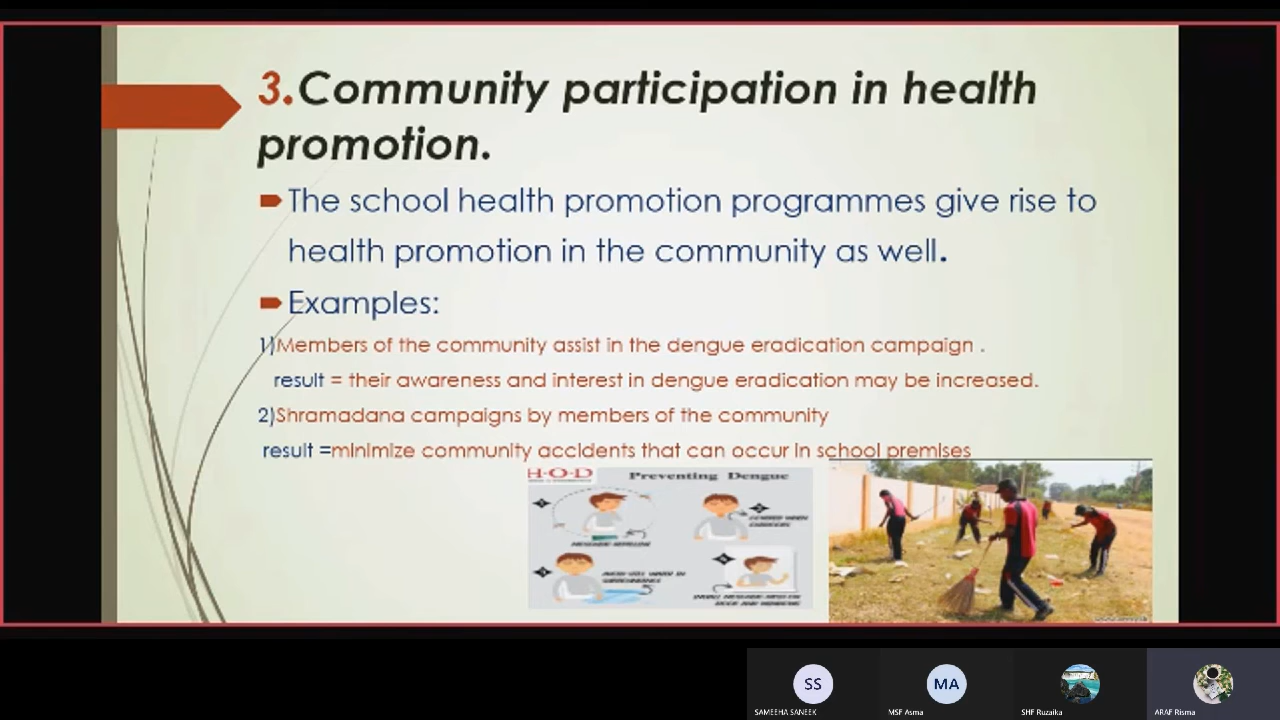 3.Community participation in health
promotion.
The school health promotion programmes give rise to
health promotion in the community as well.
Examples:
1)Members of the community assist in the dengue eradication campaign .
result = their awareness and interest in dengue eradication may be increased.
2)Shramadana campaigns by members of the community
result =minimize community accidents that can occur in school premises
H·O·D
Preventing Dengue
SS
MA
SAMEEHA SANEEK
MSF Asma
SHF Ruzaika
ARAF Risma